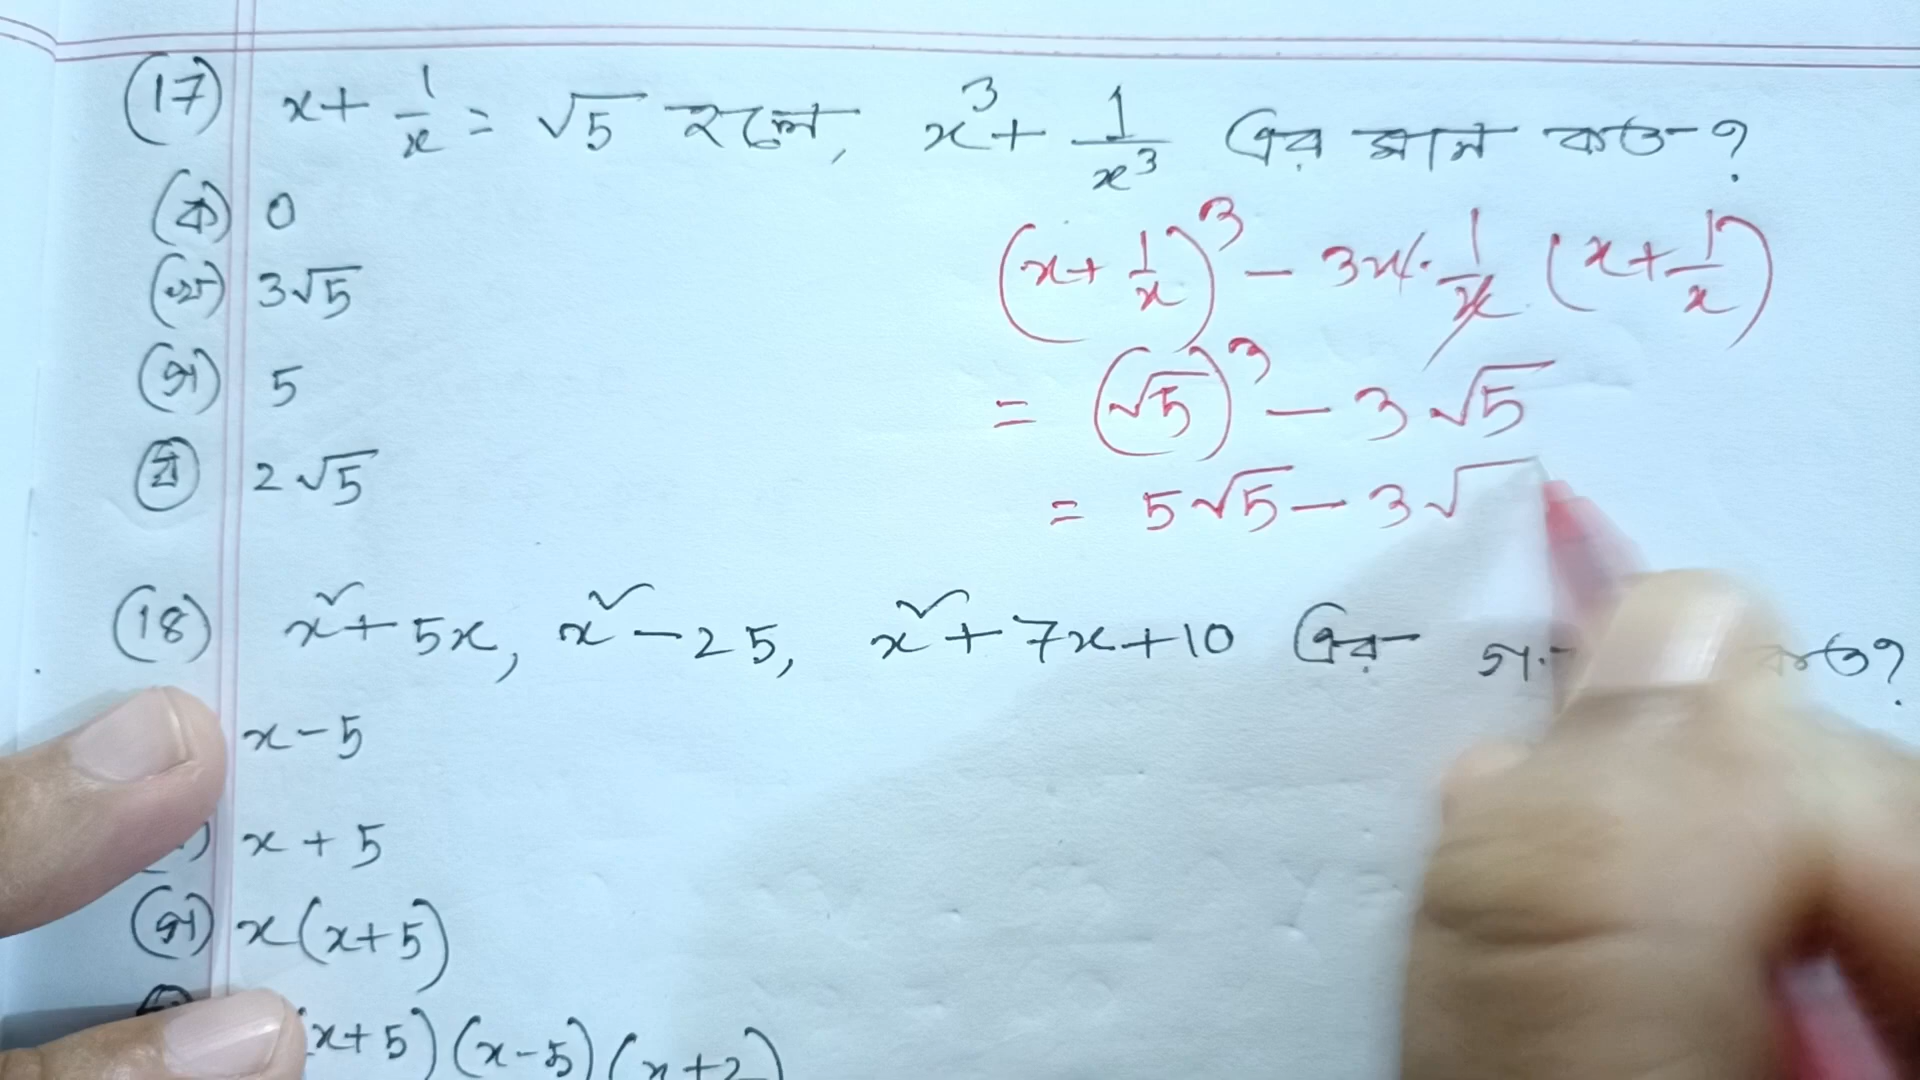 (17) x + 1/x = √5 হলে, x³ + 1/x³ এর মান কত?
(ক) 0
(খ) 3√5
(গ) 5
(ঘ) 2√5
(x + 1/x)³ − 3x · 1/x (x + 1/x)
= (√5)³ − 3√5
= 5√5 − 3√
(18) x² + 5x, x² − 25, x² + 7x + 10 এর কত?
x − 5
x + 5
(গ) x(x + 5)
(x + 5)(x − 5)(x + 2)